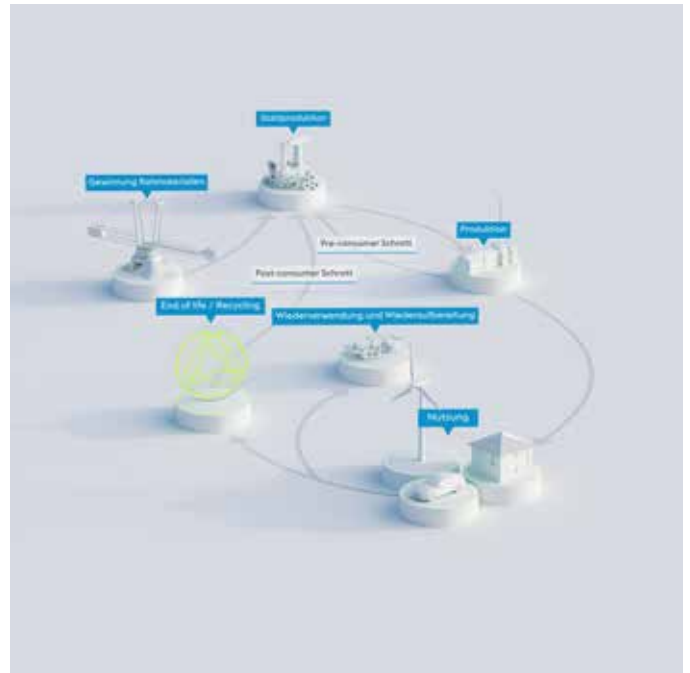 Stahlproduktion
Gewinnung Rohmaterialien
Produktion
Pre-consumer Schrott
Post-consumer Schrott
End of life / Recycling
Wiederverwendung und Wiederaufbereitung
Nutzung